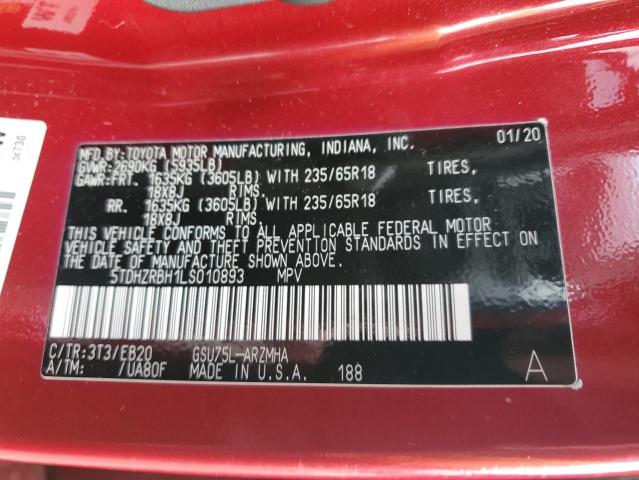 MFD. BY: TOYOTA MOTOR MANUFACTURING, INDIANA, INC. 01/20
GVWR: 2690KG (5935LB)
GAWR: FRT. 1635KG (3605LB) WITH 235/65R18 TIRES,
18X8J RIMS.
RR. 1635KG (3605LB) WITH 235/65R18 TIRES,
18X8J RIMS.
THIS VEHICLE CONFORMS TO ALL APPLICABLE FEDERAL MOTOR
VEHICLE SAFETY AND THEFT PREVENTION STANDARDS IN EFFECT ON
THE DATE OF MANUFACTURE SHOWN ABOVE.
5TDHZRBH1LS010893 MPV
C/TR:3T3/EB20 GSU75L-ARZMHA
A/TM: /UA80F MADE IN U.S.A. 188 A